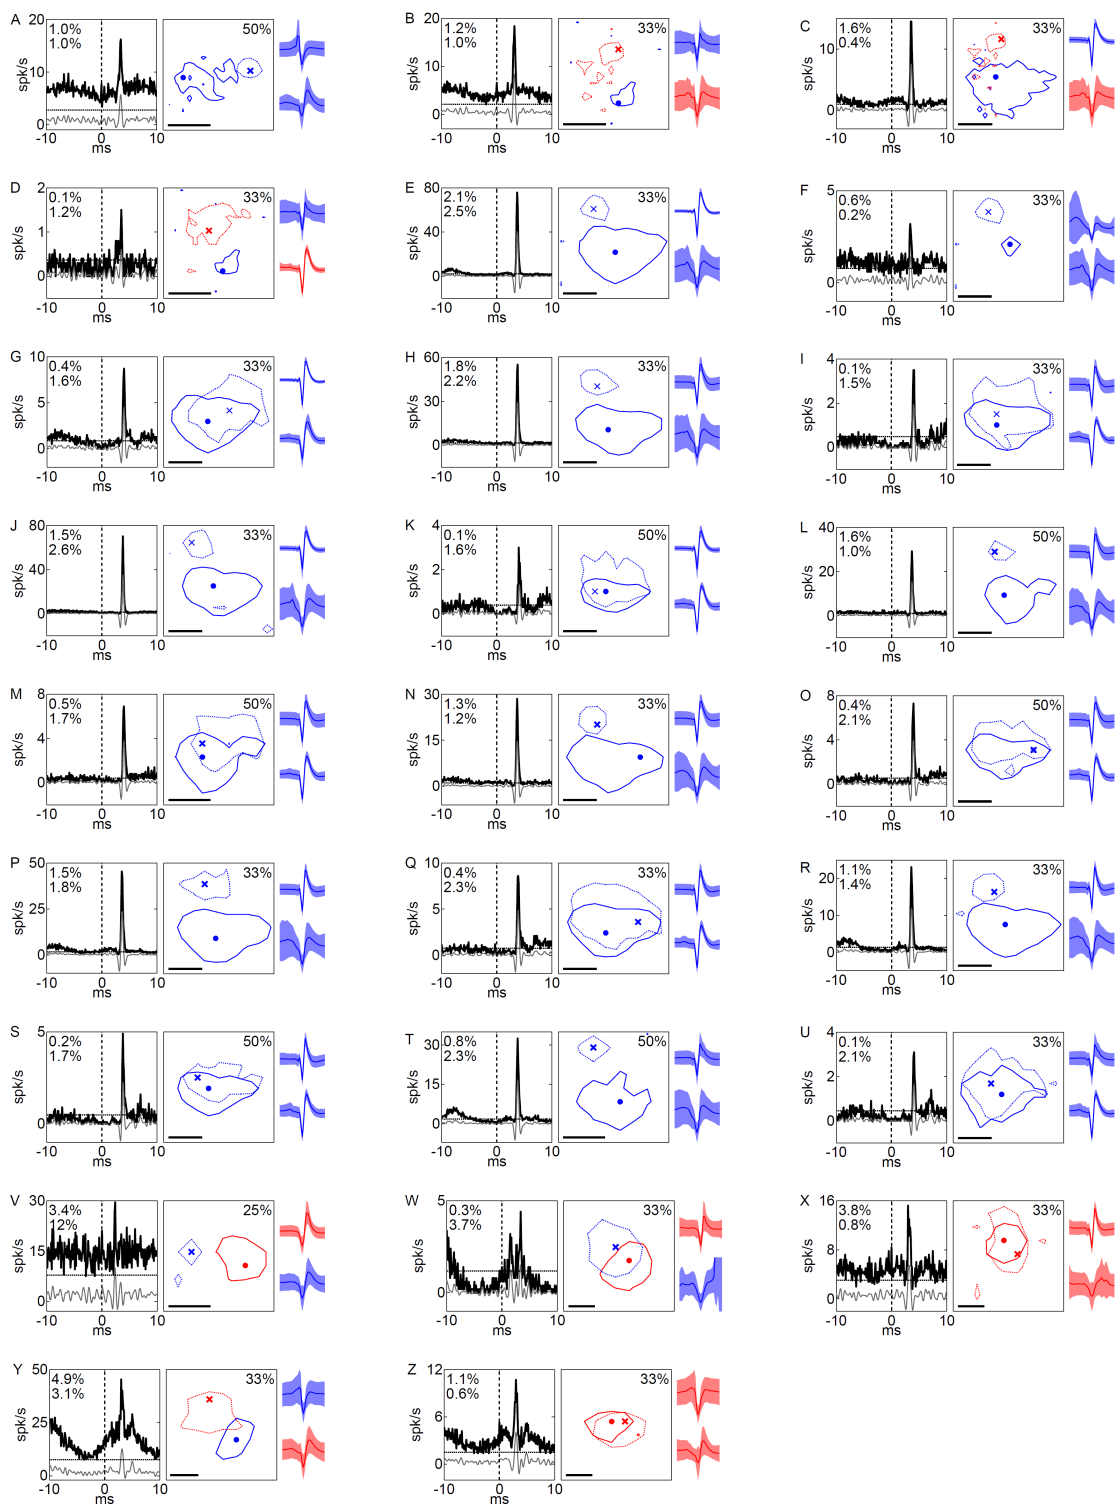 A
spk/s
20
10
0
1.0%
1.0%
50%
-10 0 10
ms
B
spk/s
20
10
0
1.2%
1.0%
33%
-10 0 10
ms
C
spk/s
10
0
1.6%
0.4%
33%
-10 0 10
ms
D
spk/s
2
1
0
0.1%
1.2%
33%
-10 0 10
ms
E
spk/s
80
40
0
2.1%
2.5%
33%
-10 0 10
ms
F
spk/s
5
0
0.6%
0.2%
33%
-10 0 10
ms
G
spk/s
10
5
0
0.4%
1.6%
33%
-10 0 10
ms
H
spk/s
60
30
0
1.8%
2.2%
33%
-10 0 10
ms
I
spk/s
4
2
0
0.1%
1.5%
33%
-10 0 10
ms
J
spk/s
80
40
0
1.5%
2.6%
33%
-10 0 10
ms
K
spk/s
4
2
0
0.1%
1.6%
50%
-10 0 10
ms
L
spk/s
40
20
0
1.6%
1.0%
50%
-10 0 10
ms
M
spk/s
8
4
0
0.5%
1.7%
50%
-10 0 10
ms
N
spk/s
30
15
0
1.3%
1.2%
33%
-10 0 10
ms
O
spk/s
8
4
0
0.4%
2.1%
50%
-10 0 10
ms
P
spk/s
50
25
0
1.5%
1.8%
33%
-10 0 10
ms
Q
spk/s
10
5
0
0.4%
2.3%
33%
-10 0 10
ms
R
spk/s
20
10
0
1.1%
1.4%
33%
-10 0 10
ms
S
spk/s
5
0
0.2%
1.7%
50%
-10 0 10
ms
T
spk/s
30
15
0
0.8%
2.3%
50%
-10 0 10
ms
U
spk/s
4
2
0
0.1%
2.1%
33%
-10 0 10
ms
V
spk/s
30
15
0
3.4%
12%
25%
-10 0 10
ms
W
spk/s
5
0
0.3%
3.7%
33%
-10 0 10
ms
X
spk/s
16
8
0
3.8%
0.8%
33%
-10 0 10
ms
Y
spk/s
50
25
0
4.9%
3.1%
33%
-10 0 10
ms
Z
spk/s
12
6
0
1.1%
0.6%
33%
-10 0 10
ms